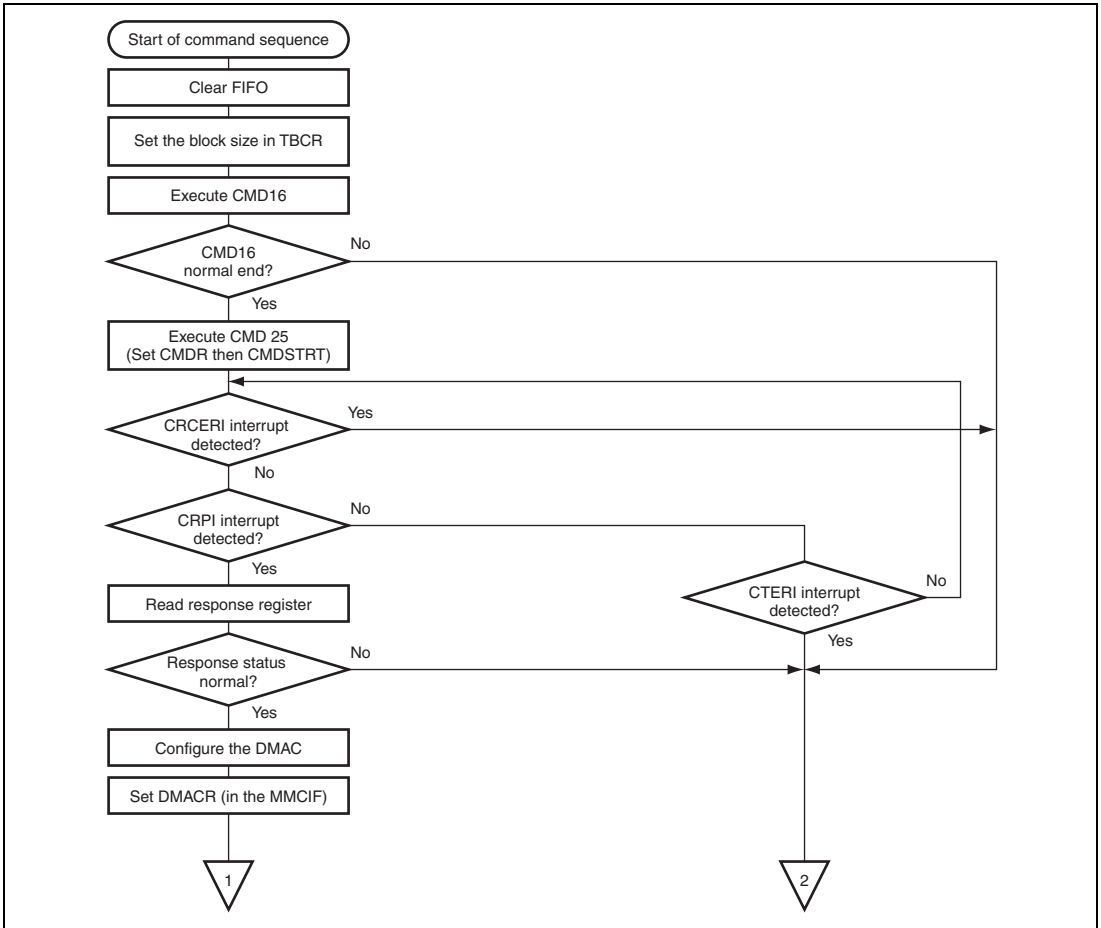 Start of command sequence
Clear FIFO
Set the block size in TBCR
Execute CMD16
CMD16
normal end?
No
Yes
Execute CMD 25
(Set CMDR then CMDSTRT)
CRCERI interrupt
detected?
Yes
No
CRPI interrupt
detected?
No
Yes
CTERI interrupt
detected?
No
Yes
Read response register
Response status
normal?
No
Yes
Configure the DMAC
Set DMACR (in the MMCIF)
1
2